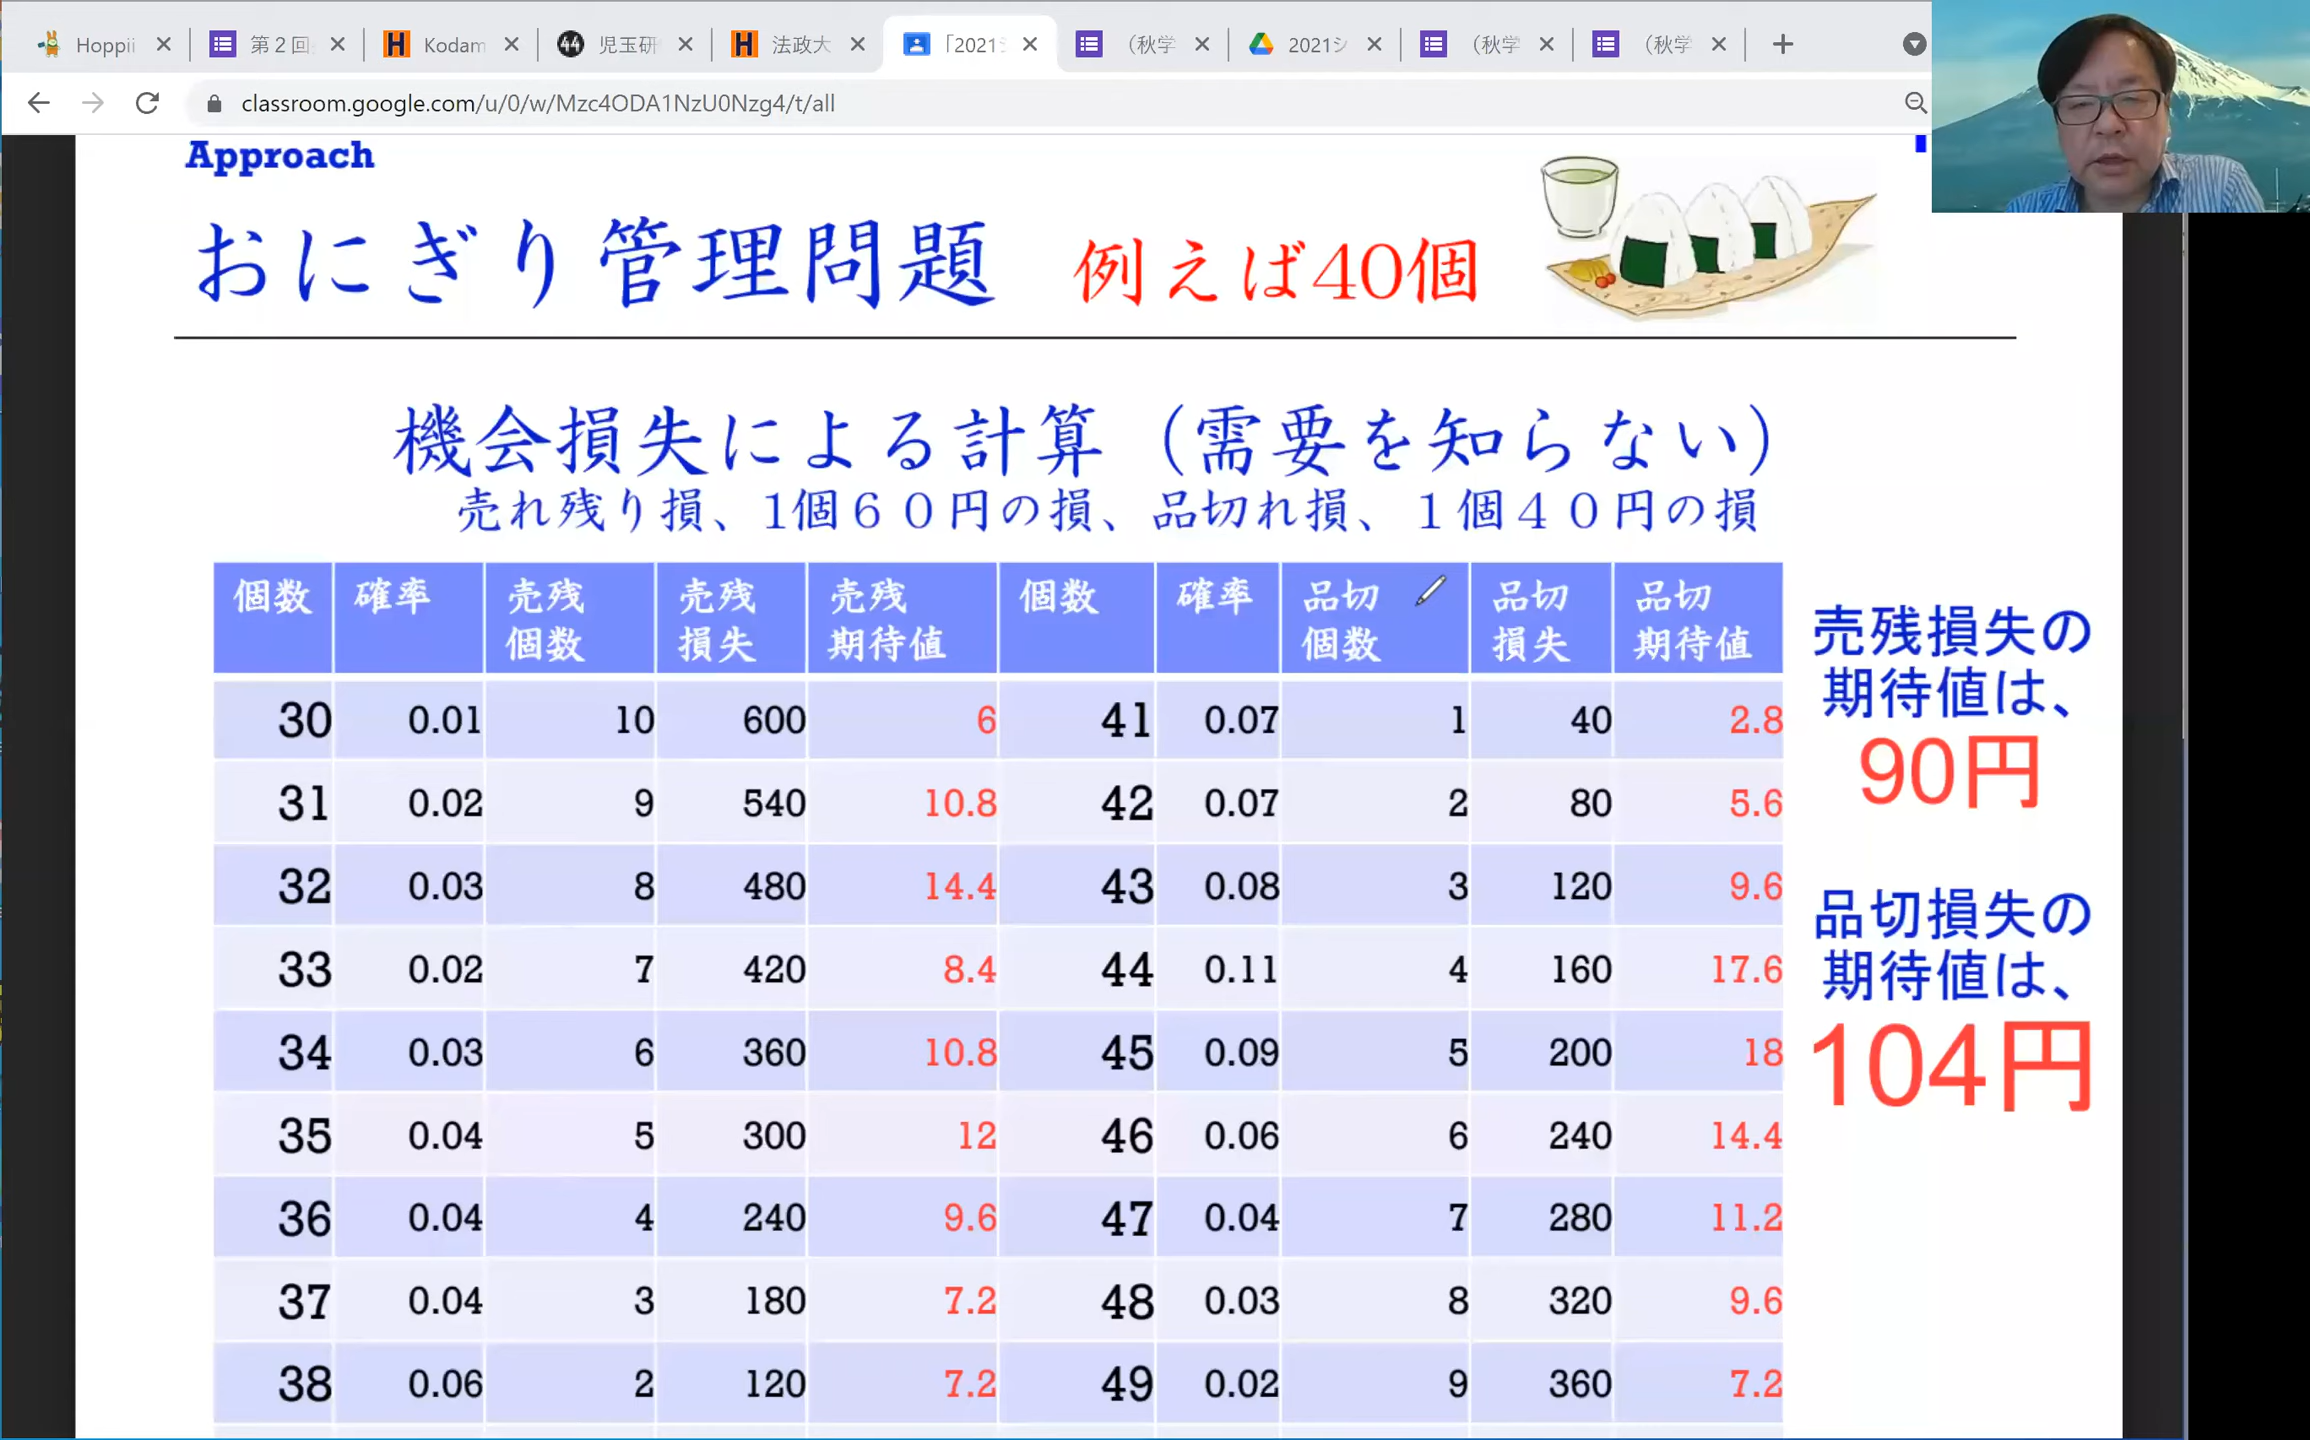 Hoppii
第2回
Kodam
児玉研
法政大
「2021シ
(秋学
2021シ
(秋学
(秋学
classroom.google.com/u/0/w/Mzc4ODA1NzU0Nzg4/t/all
Approach
おにぎり管理問題 例えば40個
機会損失による計算（需要を知らない）
売れ残り損、1個６０円の損、品切れ損、１個４０円の損
個数 確率 売残個数 売残損失 売残期待値 個数 確率 品切個数 品切損失 品切期待値
30 0.01 10 600 6 41 0.07 1 40 2.8
31 0.02 9 540 10.8 42 0.07 2 80 5.6
32 0.03 8 480 14.4 43 0.08 3 120 9.6
33 0.02 7 420 8.4 44 0.11 4 160 17.6
34 0.03 6 360 10.8 45 0.09 5 200 18
35 0.04 5 300 12 46 0.06 6 240 14.4
36 0.04 4 240 9.6 47 0.04 7 280 11.2
37 0.04 3 180 7.2 48 0.03 8 320 9.6
38 0.06 2 120 7.2 49 0.02 9 360 7.2
売残損失の
期待値は、
90円
品切損失の
期待値は、
104円